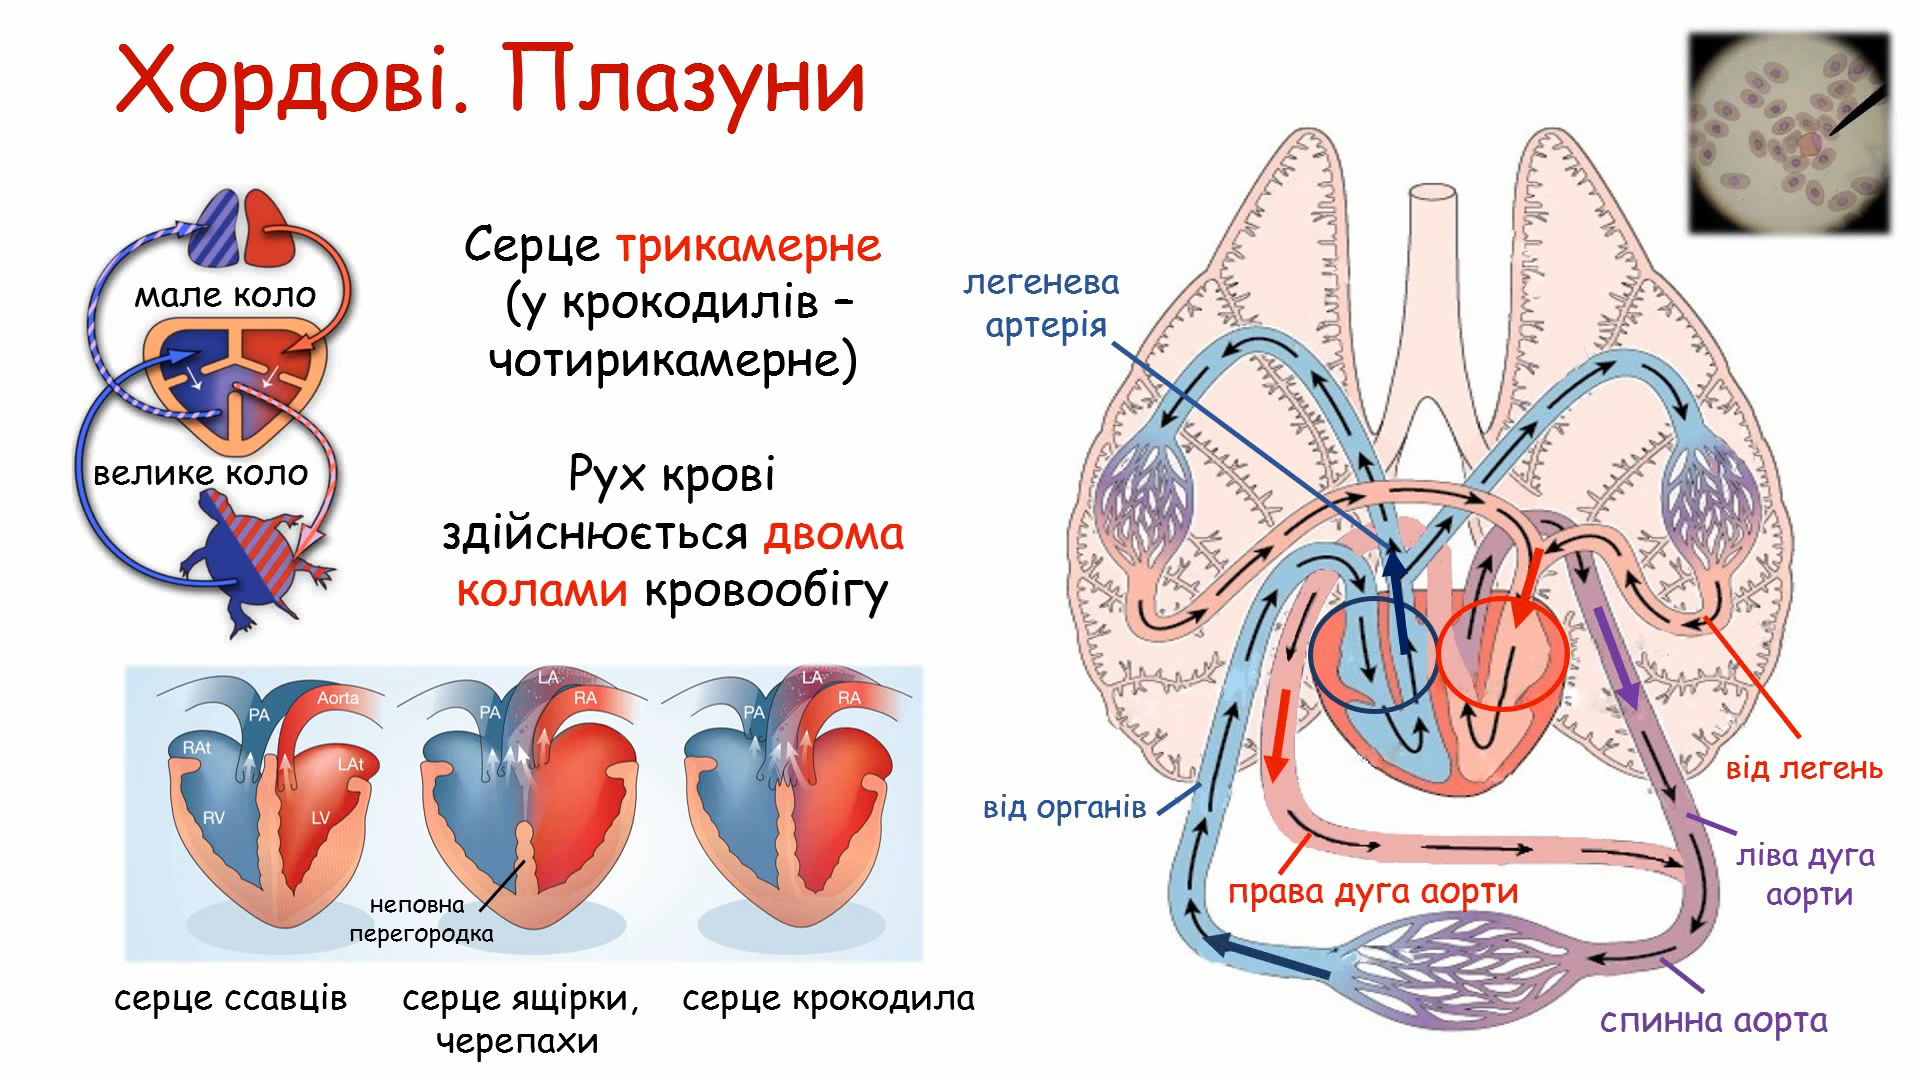 Хордові. Плазуни
мале коло
велике коло
Серце трикамерне
(у крокодилів –
чотирикамерне)
Рух крові
здійснюється двома
колами кровообігу
PA
Aorta
RAt
LAt
RV
LV
PA
LA
RA
PA
LA
RA
неповна
перегородка
серце ссавців
серце ящірки,
черепахи
серце крокодила
легенева
артерія
від органів
права дуга аорти
від легень
ліва дуга
аорти
спинна аорта